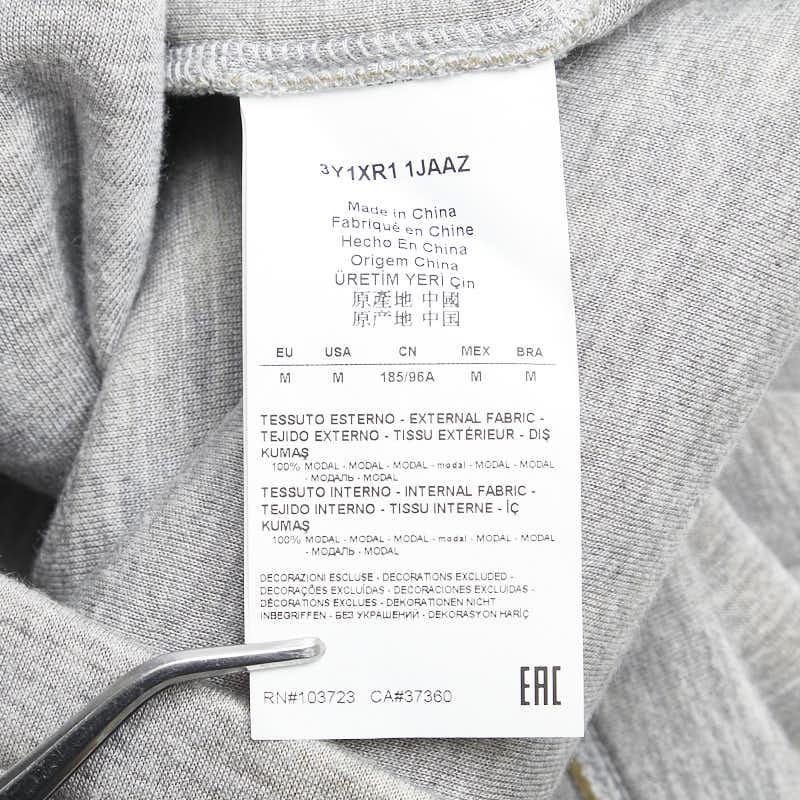 3Y1XR1 1JAAZ
Made in China
Fabriqué en Chine
Hecho En China
Origem China
ÜRETİM YERİ Çin
原產地 中國
原产地 中国
EU USA CN MEX BRA
M M 185/96A M M
TESSUTO ESTERNO - EXTERNAL FABRIC -
TEJIDO EXTERNO - TISSU EXTÉRIEUR - DIŞ
KUMAŞ
100% MODAL - MODAL - MODAL - modal - MODAL - MODAL
- МОДАЛЬ - MODAL
TESSUTO INTERNO - INTERNAL FABRIC -
TEJIDO INTERNO - TISSU INTERNE - İÇ
KUMAŞ
100% MODAL - MODAL - MODAL - modal - MODAL - MODAL
- МОДАЛЬ - MODAL
DECORAZIONI ESCLUSE - DECORATIONS EXCLUDED -
DECORAÇÕES EXCLUÍDAS - DECORACIONES EXCLUIDAS -
DÉCORATIONS EXCLUES - DEKORATIONEN NICHT
INBEGRIFFEN - БЕЗ УКРАШЕНИЙ - DEKORASYON HARİÇ
RN#103723 CA#37360
EAC